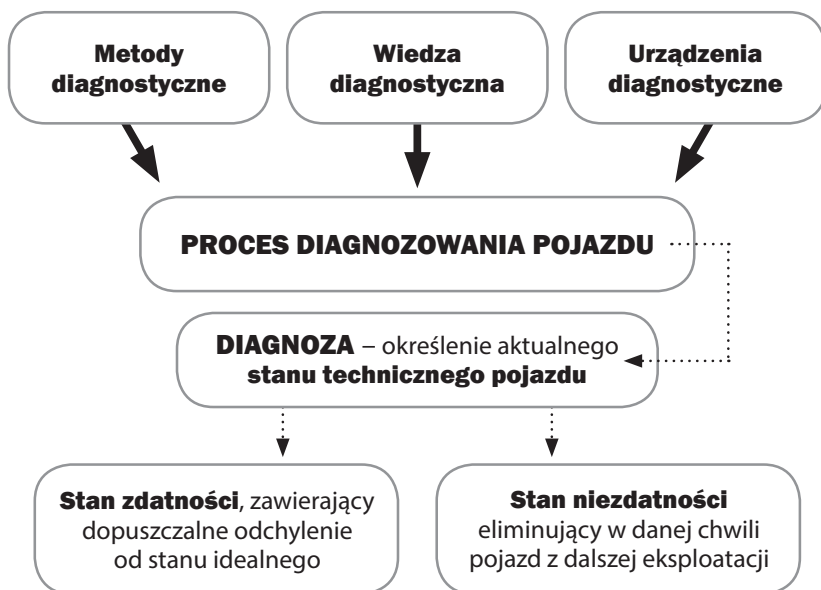 Metody
diagnostyczne
Wiedza
diagnostyczna
Urządzenia
diagnostyczne
PROCES DIAGNOZOWANIA POJAZDU
DIAGNOZA – określenie aktualnego
stanu technicznego pojazdu
Stan zdatności, zawierający
dopuszczalne odchylenie
od stanu idealnego
Stan niezdatności
eliminujący w danej chwili
pojazd z dalszej eksploatacji